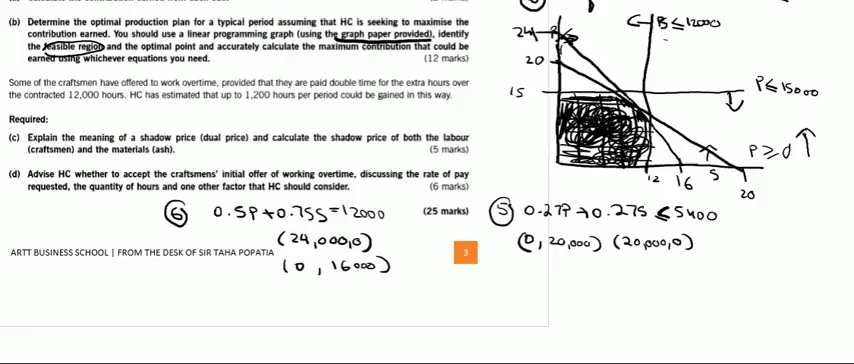 (b) Determine the optimal production plan for a typical period assuming that HC is seeking to maximise the
contribution earned. You should use a linear programming graph (using the graph paper provided), identify
the feasible region and the optimal point and accurately calculate the maximum contribution that could be
earned using whichever equations you need. (12 marks)
Some of the craftsmen have offered to work overtime, provided that they are paid double time for the extra hours over
the contracted 12,000 hours. HC has estimated that up to 1,200 hours per period could be gained in this way.
Required:
(c) Explain the meaning of a shadow price (dual price) and calculate the shadow price of both the labour
(craftsmen) and the materials (ash). (5 marks)
(d) Advise HC whether to accept the craftsmen's initial offer of working overtime, discussing the rate of pay
requested, the quantity of hours and one other factor that HC should consider. (6 marks)
(25 marks)
24
B ≤ 12000
20
15
P ≤ 15000
P ≥ 0
12
16
S
20
6 0.5P + 0.75S = 12000
(24,000,0)
(0, 16000)
5 0.27P + 0.27S ≤ 5400
(0, 20,000) (20,000,0)
ARTT BUSINESS SCHOOL | FROM THE DESK OF SIR TAHA POPATIA
3